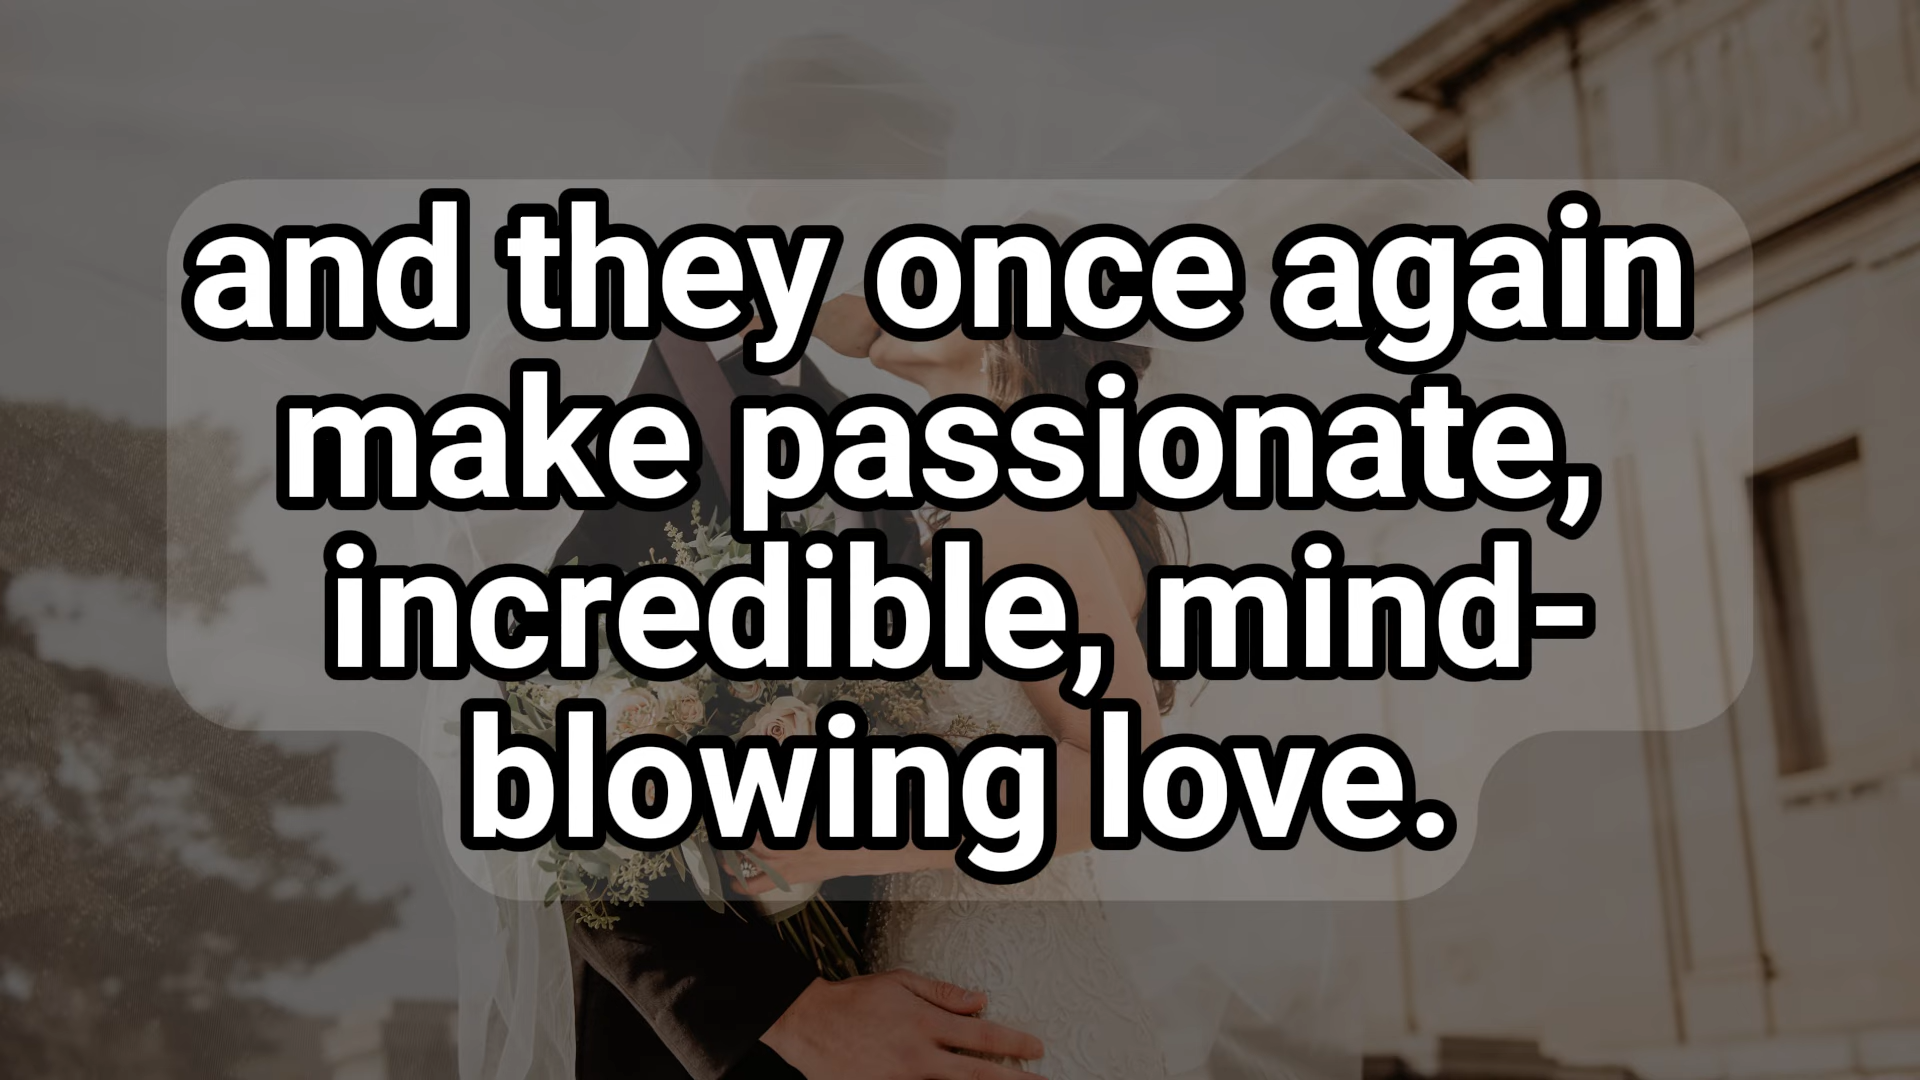 and they once again
make passionate,
incredible, mind-
blowing love.